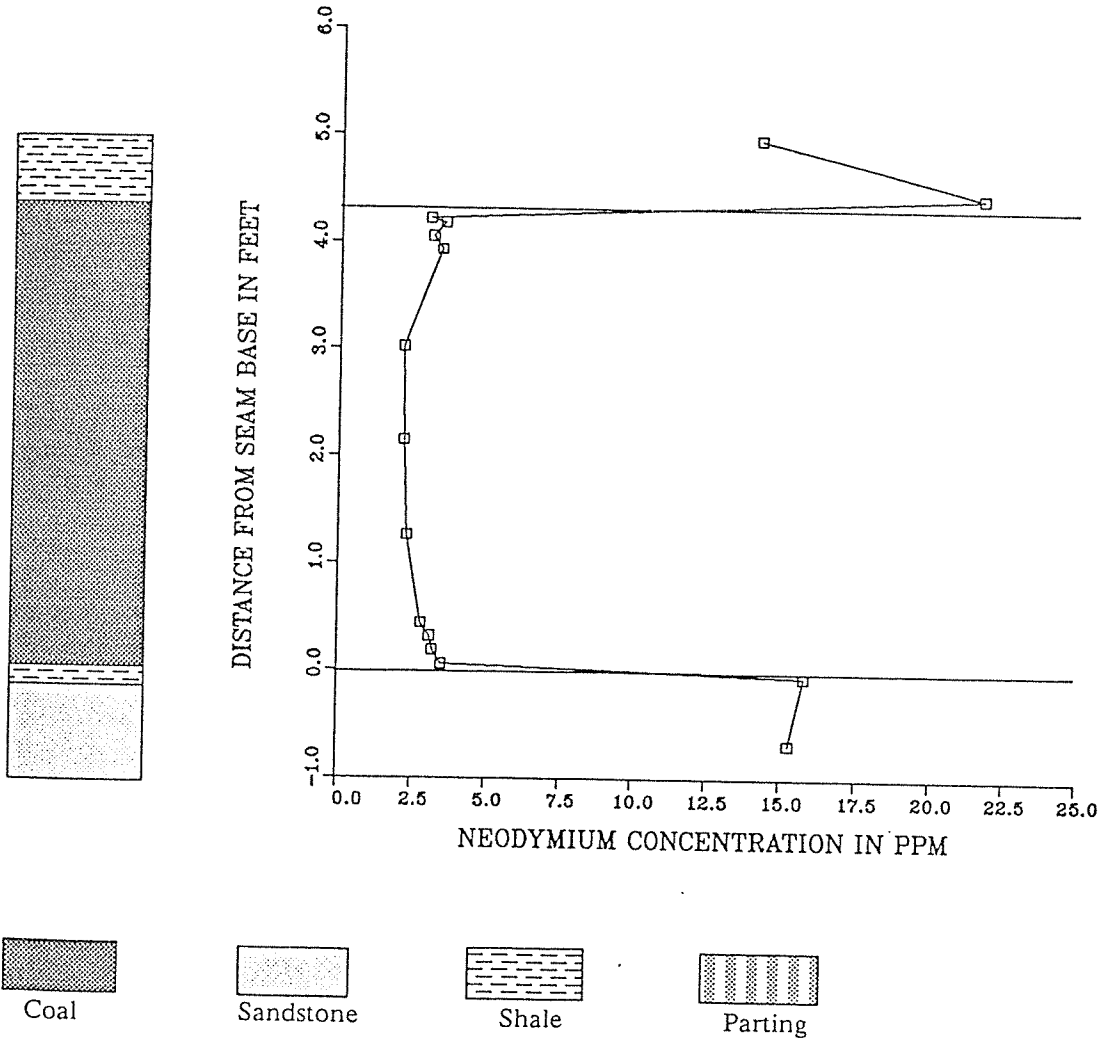 6.0
5.0
4.0
3.0
2.0
1.0
0.0
-1.0
DISTANCE FROM SEAM BASE IN FEET
0.0 2.5 5.0 7.5 10.0 12.5 15.0 17.5 20.0 22.5 25.0
NEODYMIUM CONCENTRATION IN PPM
Coal
Sandstone
Shale
Parting